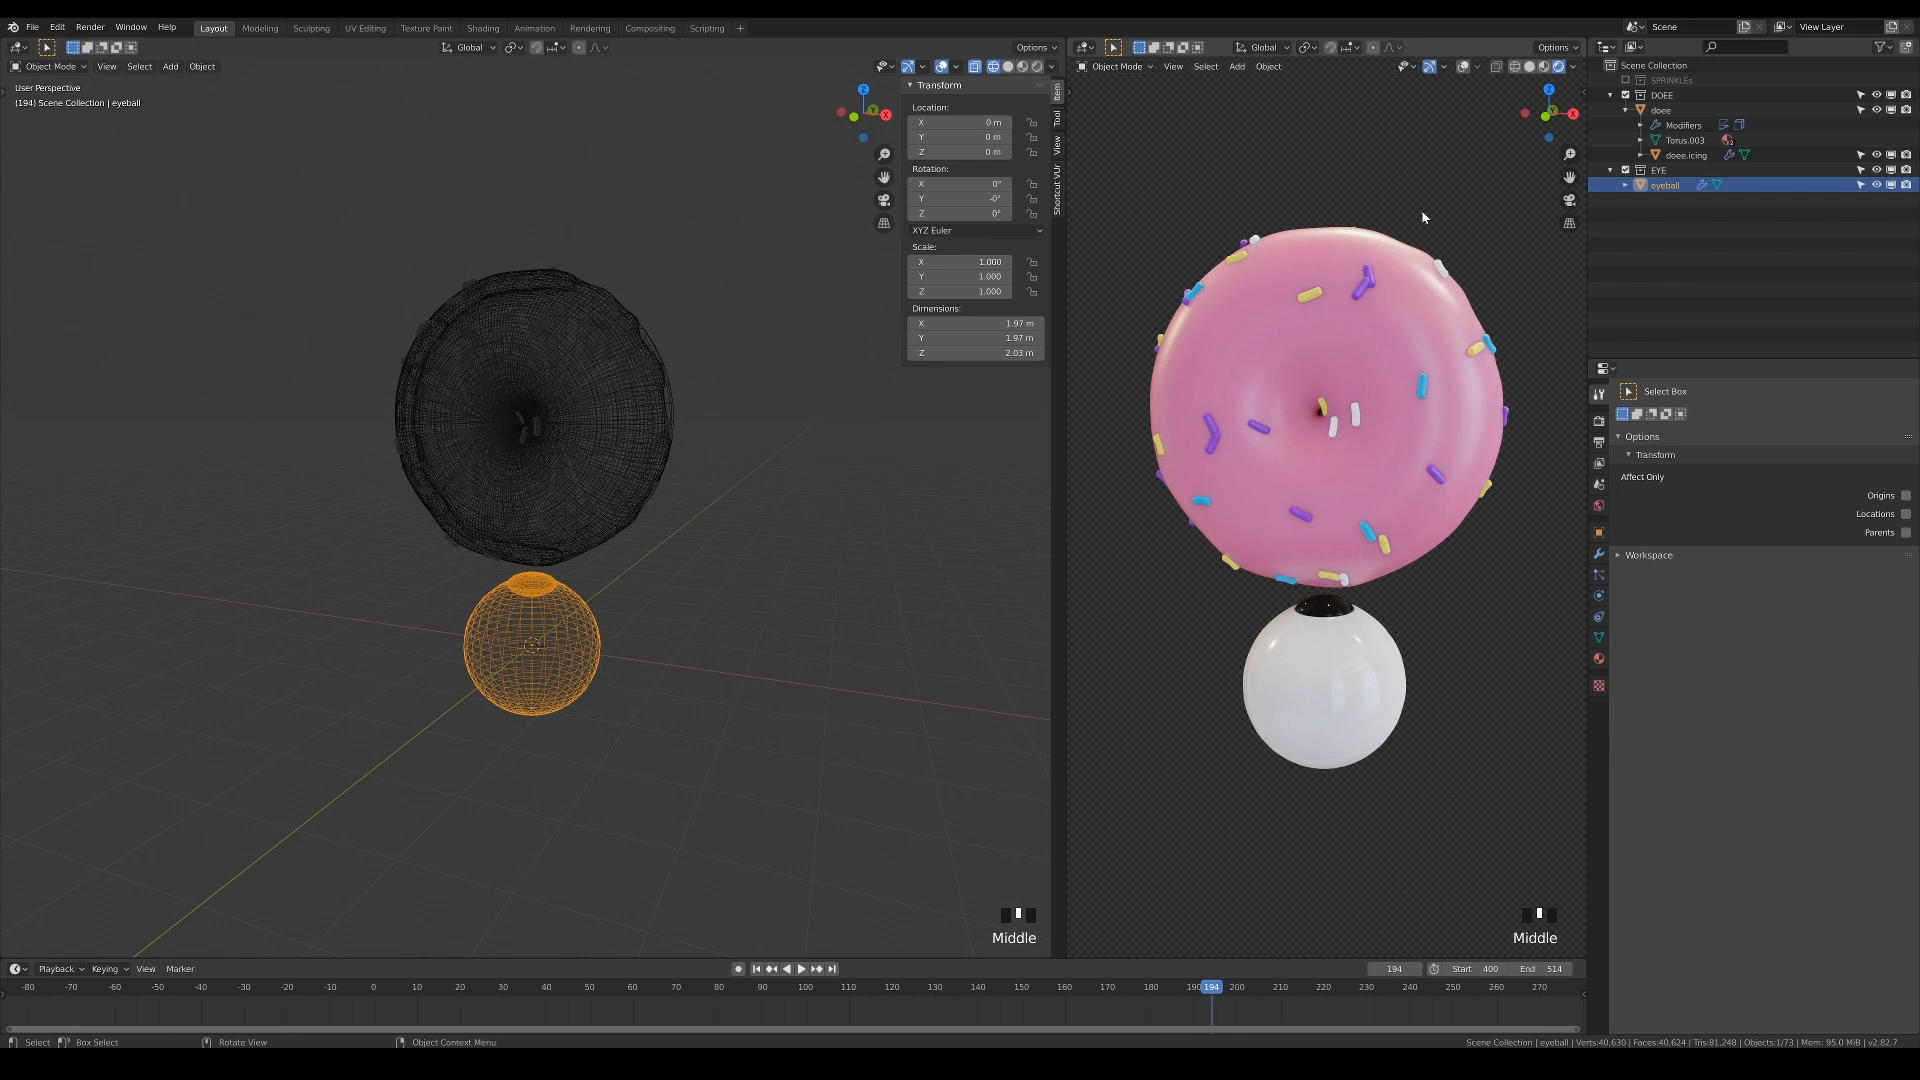 File Edit Render Window Help Layout Modeling Sculpting UV Editing Texture Paint Shading Animation Rendering Compositing Scripting + Scene View Layer
Global Options
Global Options
Object Mode View Select Add Object
Object Mode View Select Add Object
User Perspective
(194) Scene Collection | eyeball
Z
X
Y
Transform
Location:
X 0 m
Y 0 m
Z 0 m
Rotation:
X 0°
Y -0°
Z 0°
XYZ Euler
Scale:
X 1.000
Y 1.000
Z 1.000
Dimensions:
X 1.97 m
Y 1.97 m
Z 2.03 m
Item
Tool
View
Shortcut VUr
Z
X
Y
Middle
Middle
Scene Collection
SPRINKLEs
DOEE
doee
Modifiers
Torus.003
2
doee.icing
EYE
eyeball
Select Box
Options
Transform
Affect Only
Origins
Locations
Parents
Workspace
Playback Keying View Marker 194 Start 400 End 514
-80 -70 -60 -50 -40 -30 -20 -10 0 10 20 30 40 50 60 70 80 90 100 110 120 130 140 150 160 170 180 190 194 200 210 220 230 240 250 260 270
Select Box Select Rotate View Object Context Menu Scene Collection | eyeball | Verts:40,630 | Faces:40,624 | Tris:81,248 | Objects:1/73 | Mem: 95.0 MiB | v2.82.7